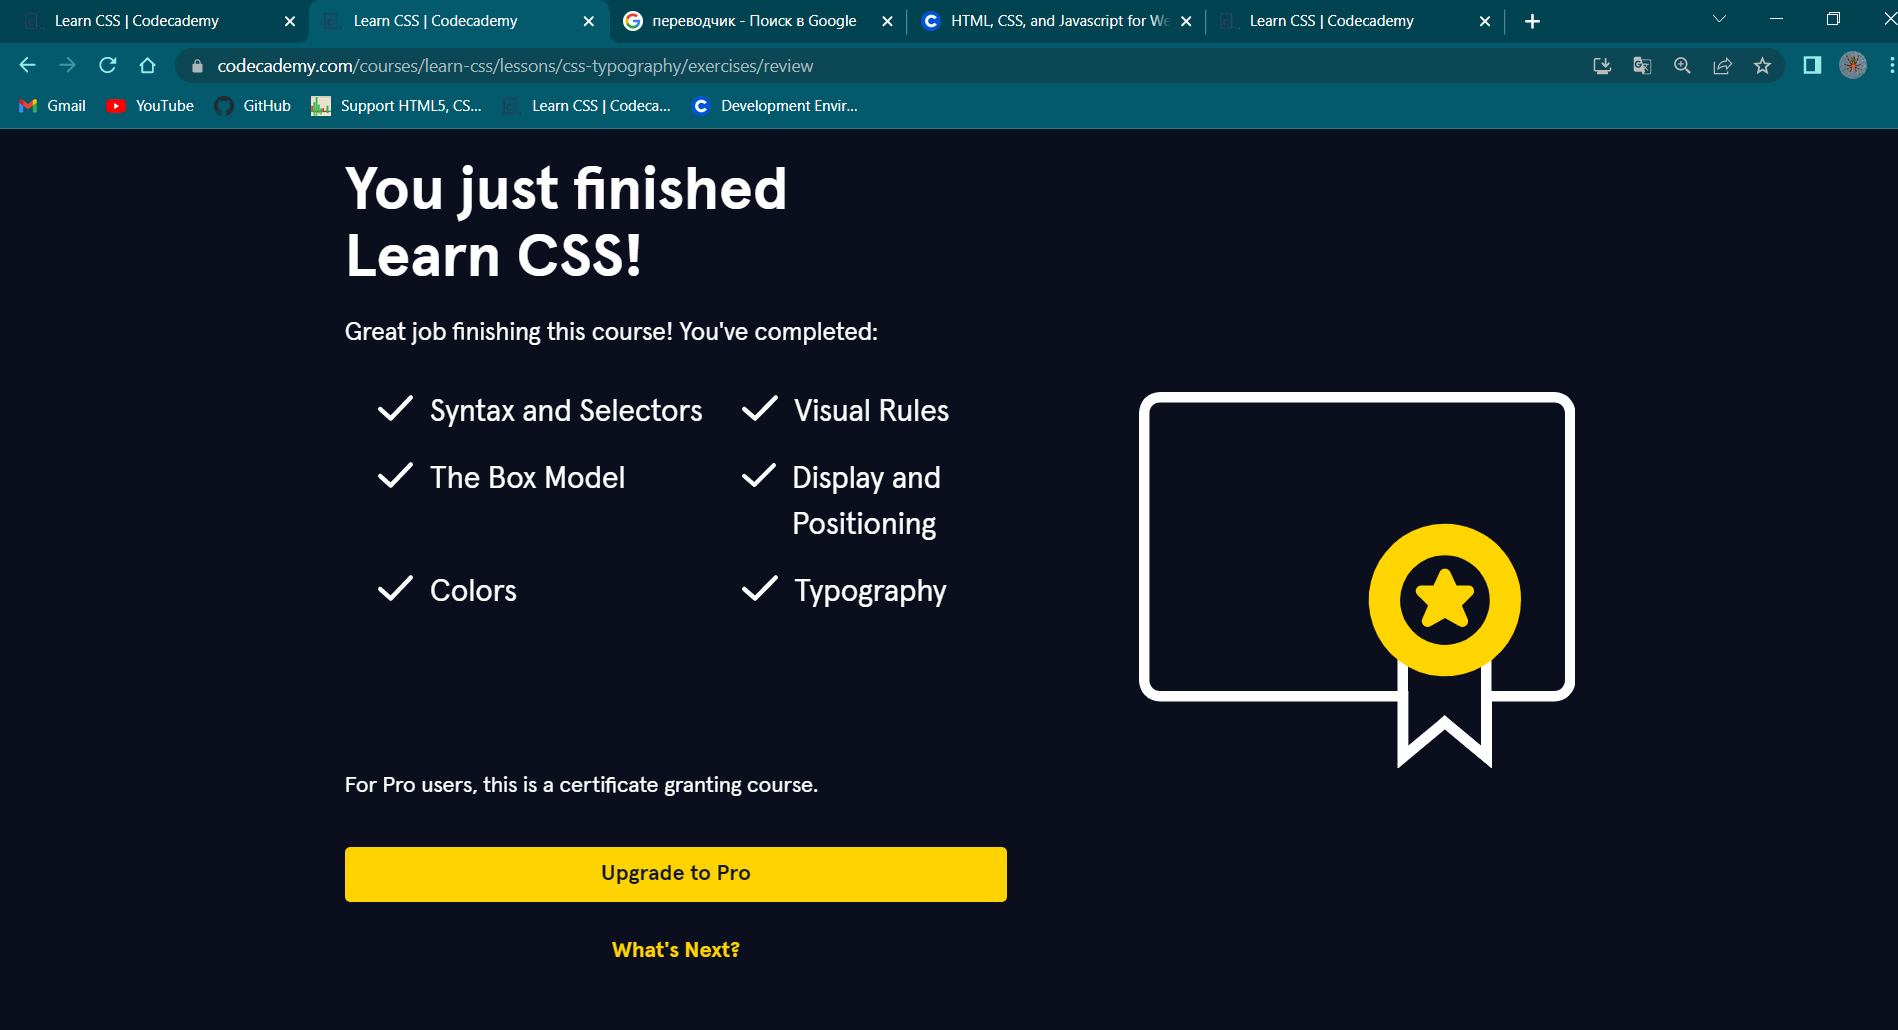 Learn CSS | Codecademy
Learn CSS | Codecademy
переводчик - Поиск в Google
HTML, CSS, and Javascript for We
Learn CSS | Codecademy
codecademy.com/courses/learn-css/lessons/css-typography/exercises/review
Gmail
YouTube
GitHub
Support HTML5, CS...
Learn CSS | Codeca...
Development Envir...
You just finished
Learn CSS!
Great job finishing this course! You've completed:
Syntax and Selectors
Visual Rules
The Box Model
Display and
Positioning
Colors
Typography
For Pro users, this is a certificate granting course.
Upgrade to Pro
What's Next?